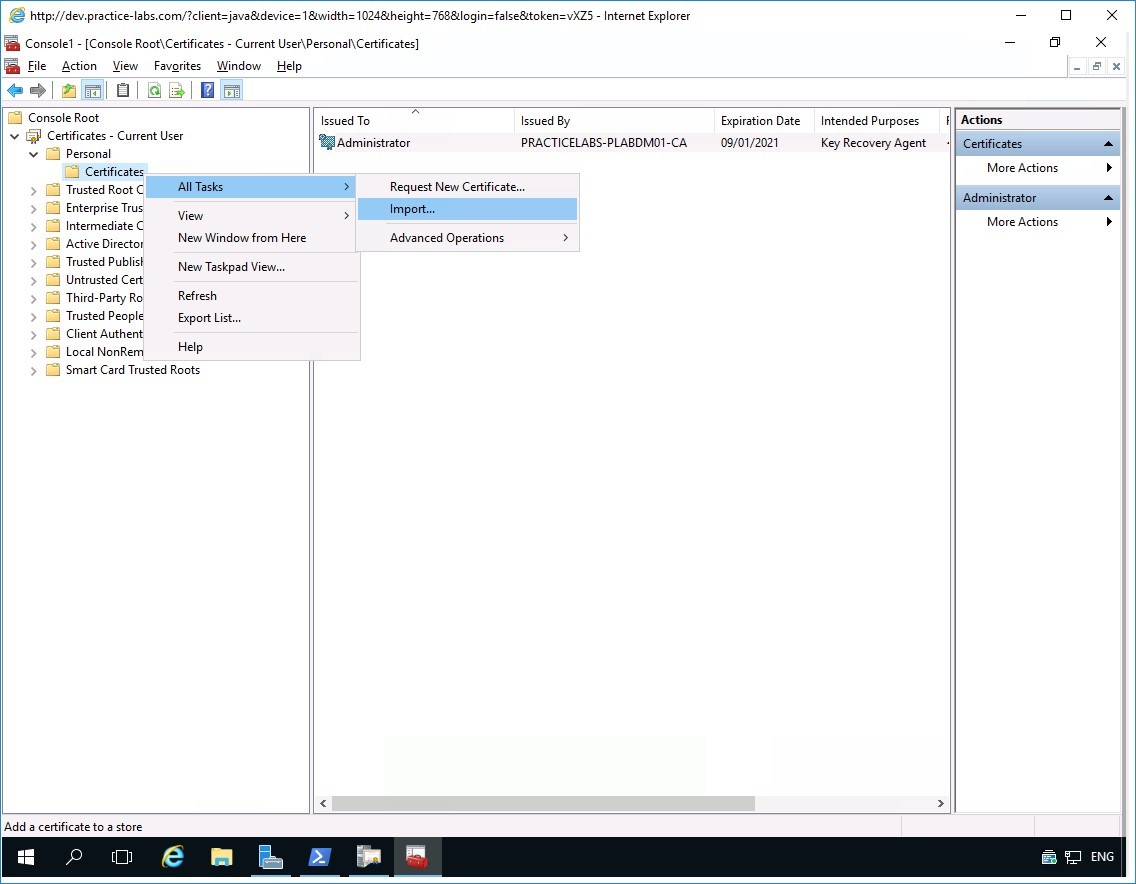 http://dev.practice-labs.com/?client=java&device=1&width=1024&height=768&login=false&token=vXZ5 - Internet Explorer
Console1 - [Console Root\Certificates - Current User\Personal\Certificates]
File Action View Favorites Window Help
Console Root
Certificates - Current User
Personal
Certificates
Trusted Root C
Enterprise Trus
Intermediate C
Active Director
Trusted Publis
Untrusted Cert
Third-Party Ro
Trusted People
Client Authent
Local NonRem
Smart Card Trusted Roots
All Tasks
View
New Window from Here
New Taskpad View...
Refresh
Export List...
Help
Request New Certificate...
Import...
Advanced Operations
Issued To Issued By Expiration Date Intended Purposes
Administrator PRACTICELABS-PLABDM01-CA 09/01/2021 Key Recovery Agent
Actions
Certificates
More Actions
Administrator
More Actions
Add a certificate to a store
ENG